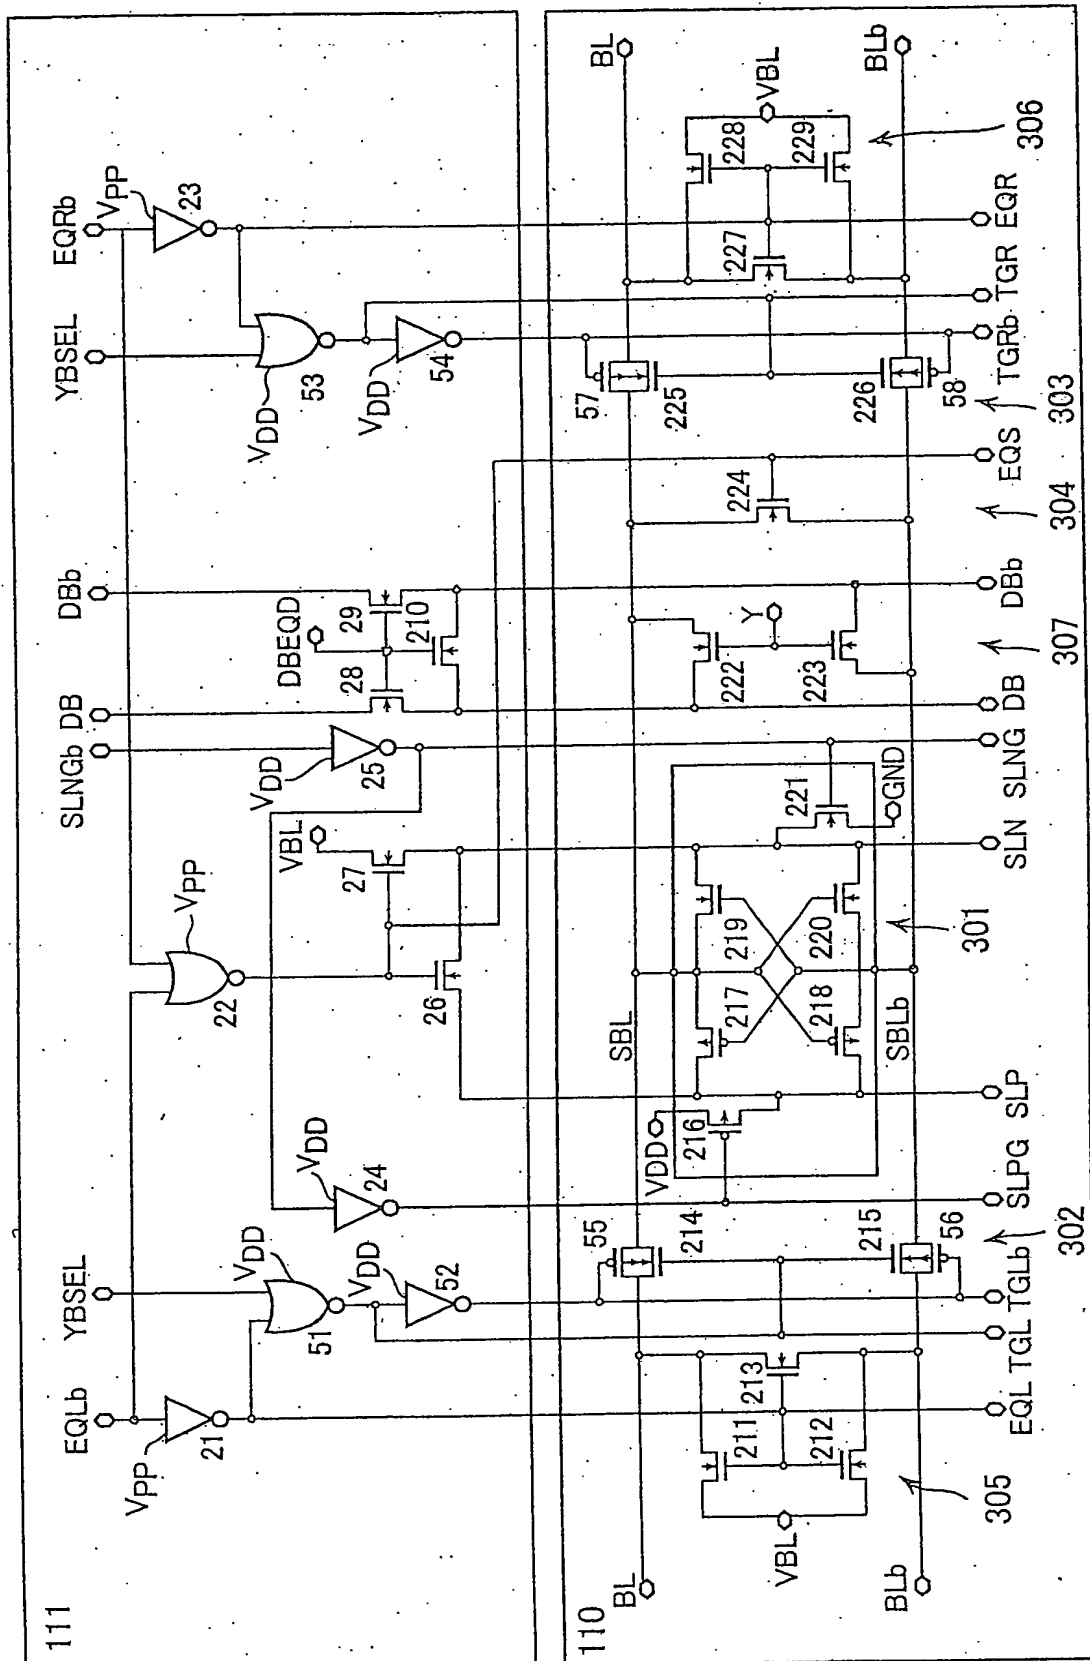 111
EQLb
YBSEL
SLNGb
DB
DBb
YBSEL
EQRb
VPP
21
VDD
51
VDD
52
VDD
24
VPP
22
VBL
27
26
VDD
25
DBEQD
28
29
210
VDD
53
VDD
54
VPP
23
110
BL
BLb
VBL
211
212
213
305
55
214
215
56
302
SBL
SBLb
VDD
216
217
218
219
220
221
GND
301
222
223
Y
307
224
304
57
225
226
58
303
227
228
229
VBL
306
BL
BLb
EQL
TGL
TGLb
SLPG
SLP
SLN
SLNG
DB
DBb
EQS
TGRb
TGR
EQR